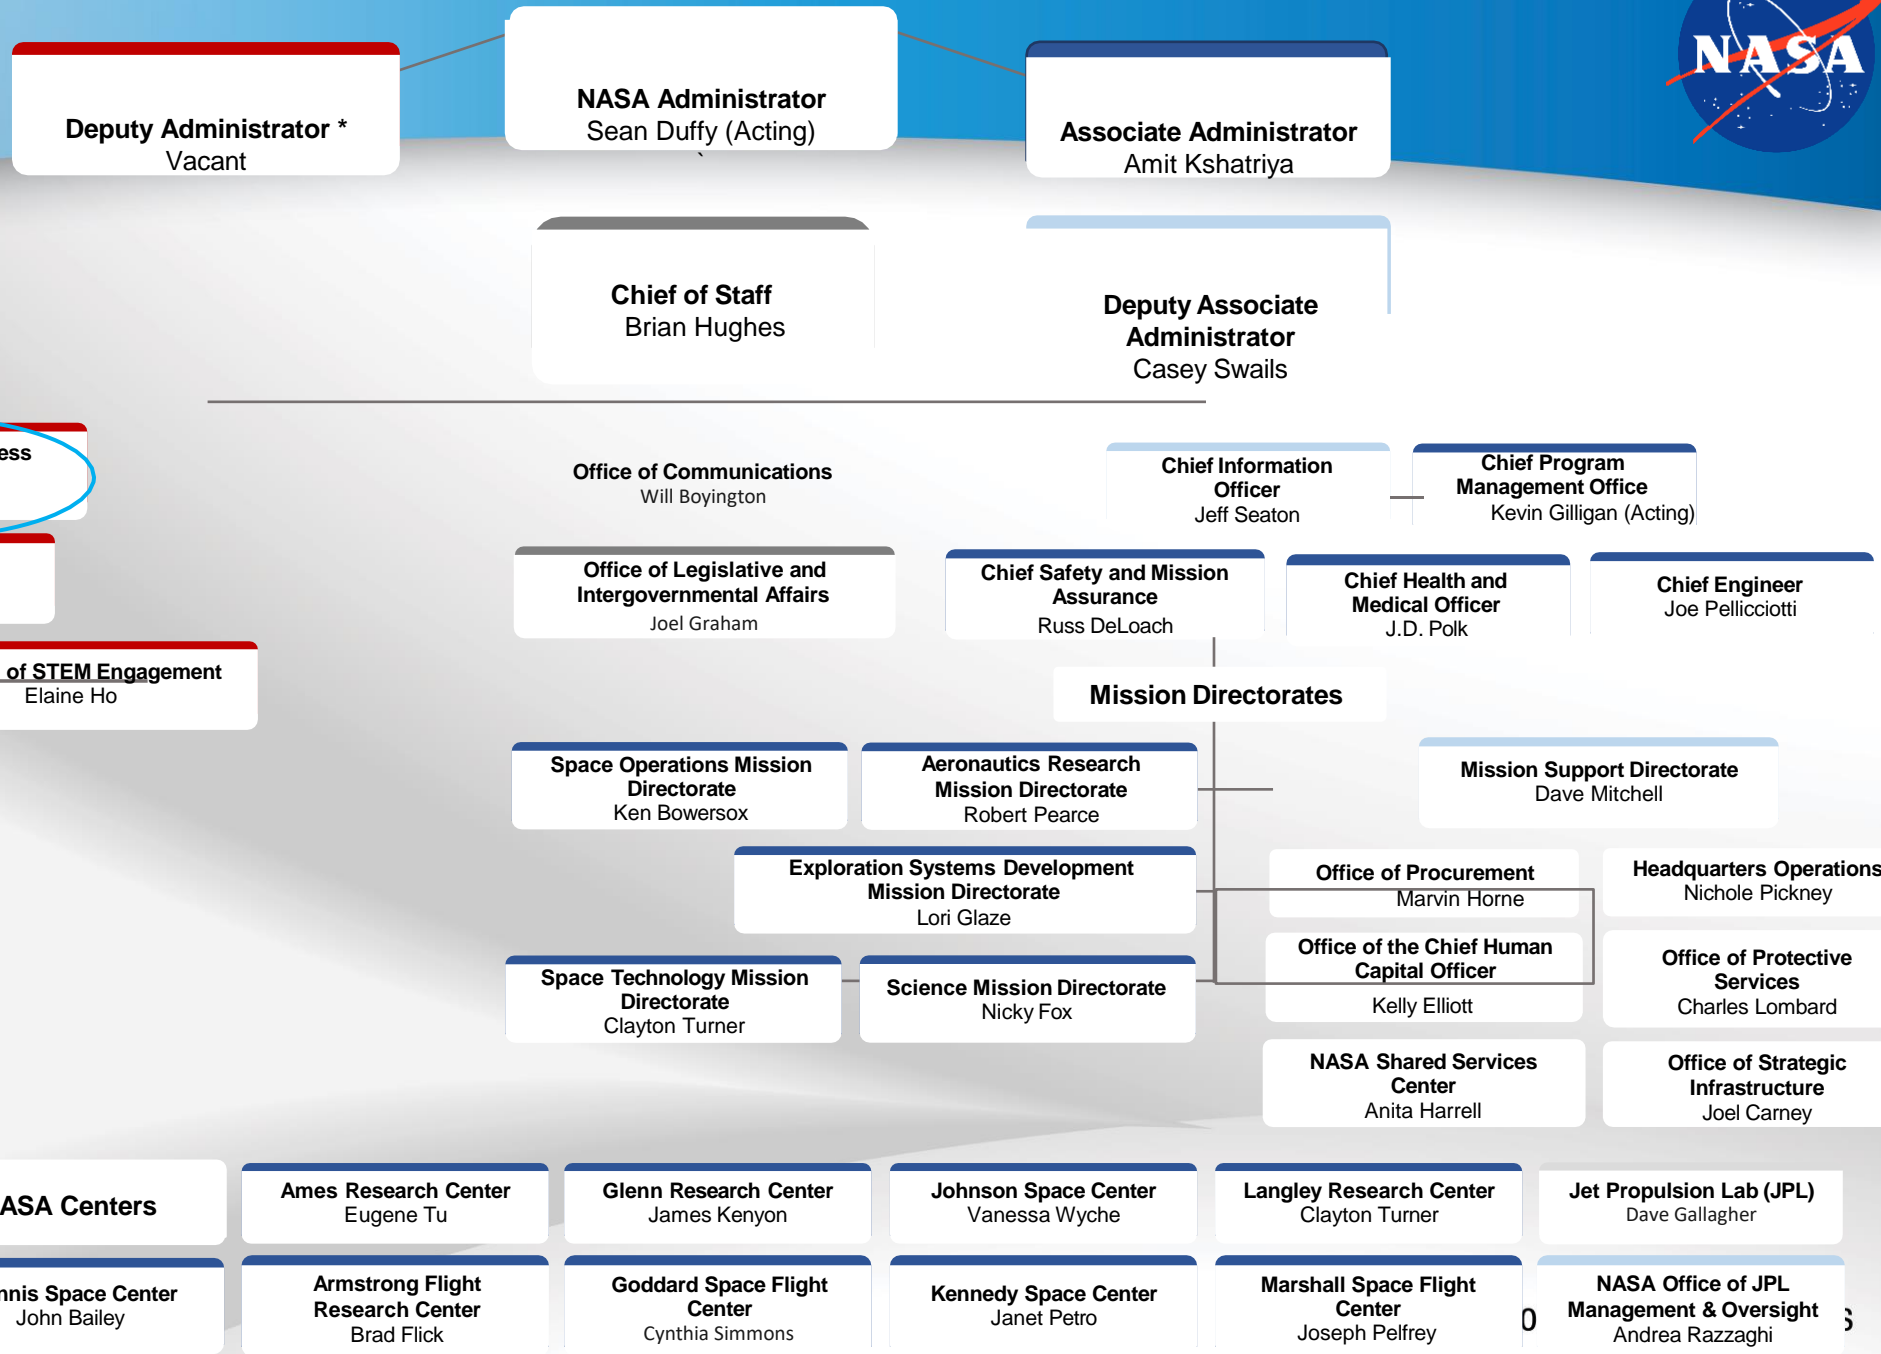 NASA
Deputy Administrator *
Vacant
NASA Administrator
Sean Duffy (Acting)
`
Associate Administrator
Amit Kshatriya
Chief of Staff
Brian Hughes
Deputy Associate
Administrator
Casey Swails
ess
Office of Communications
Will Boyington
Chief Information
Officer
Jeff Seaton
Chief Program
Management Office
Kevin Gilligan (Acting)
Office of Legislative and
Intergovernmental Affairs
Joel Graham
Chief Safety and Mission
Assurance
Russ DeLoach
Chief Health and
Medical Officer
J.D. Polk
Chief Engineer
Joe Pellicciotti
of STEM Engagement
Elaine Ho
Mission Directorates
Space Operations Mission
Directorate
Ken Bowersox
Aeronautics Research
Mission Directorate
Robert Pearce
Mission Support Directorate
Dave Mitchell
Exploration Systems Development
Mission Directorate
Lori Glaze
Office of Procurement
Marvin Horne
Headquarters Operations
Nichole Pickney
Office of the Chief Human
Capital Officer
Kelly Elliott
Office of Protective
Services
Charles Lombard
Space Technology Mission
Directorate
Clayton Turner
Science Mission Directorate
Nicky Fox
NASA Shared Services
Center
Anita Harrell
Office of Strategic
Infrastructure
Joel Carney
ASA Centers
Ames Research Center
Eugene Tu
Glenn Research Center
James Kenyon
Johnson Space Center
Vanessa Wyche
Langley Research Center
Clayton Turner
Jet Propulsion Lab (JPL)
Dave Gallagher
nnis Space Center
John Bailey
Armstrong Flight
Research Center
Brad Flick
Goddard Space Flight
Center
Cynthia Simmons
Kennedy Space Center
Janet Petro
Marshall Space Flight
Center
Joseph Pelfrey
NASA Office of JPL
Management & Oversight
Andrea Razzaghi